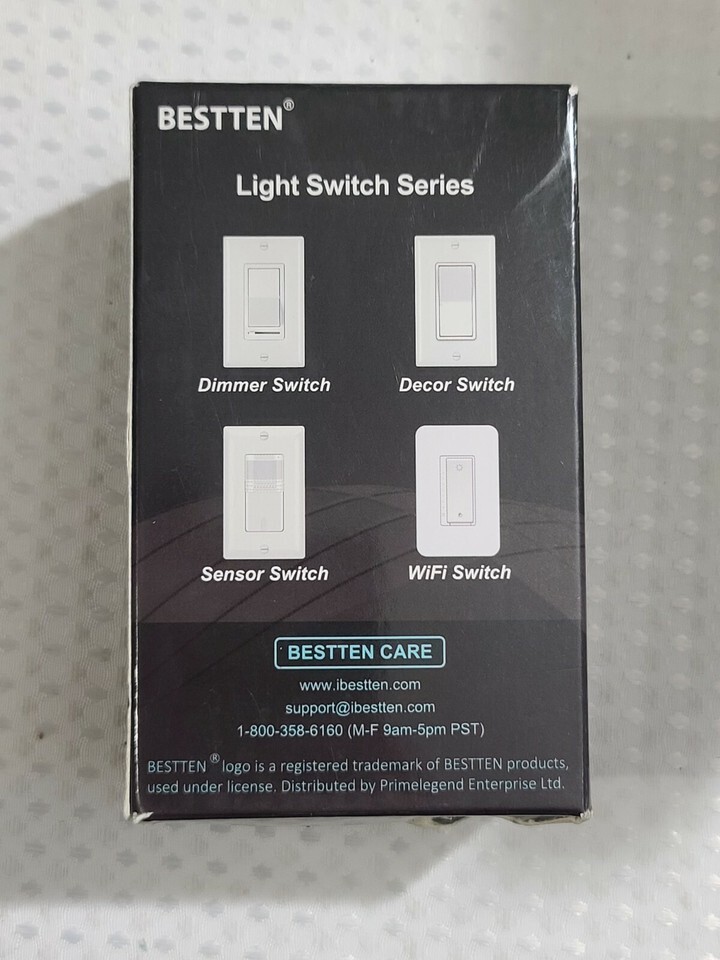 BESTTEN®
Light Switch Series
Dimmer Switch Decor Switch
Sensor Switch WiFi Switch
BESTTEN CARE
www.ibestten.com
support@ibestten.com
1-800-358-6160 (M-F 9am-5pm PST)
BESTTEN ® logo is a registered trademark of BESTTEN products,
used under license. Distributed by Primelegend Enterprise Ltd.